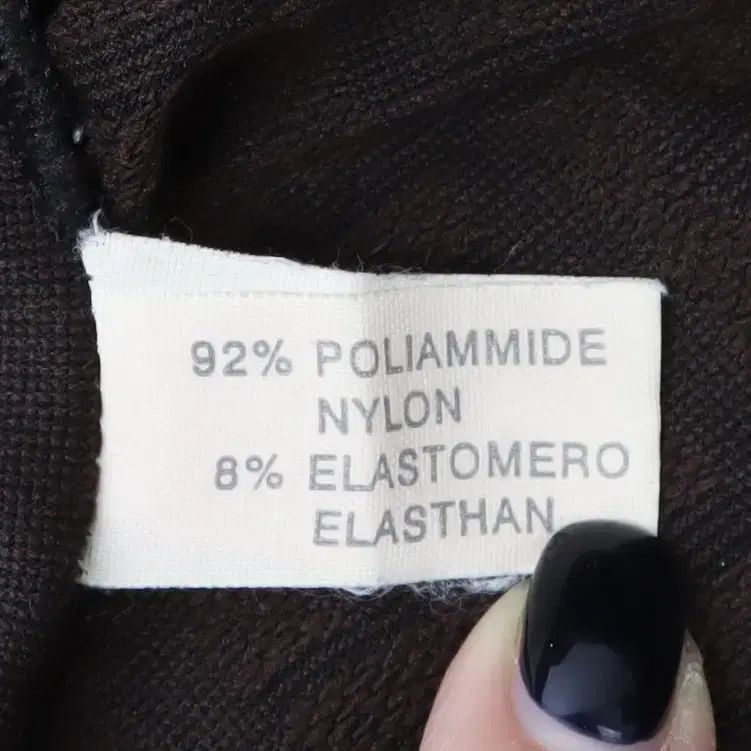 92% POLIAMMIDE
NYLON
8% ELASTOMERO
ELASTHAN